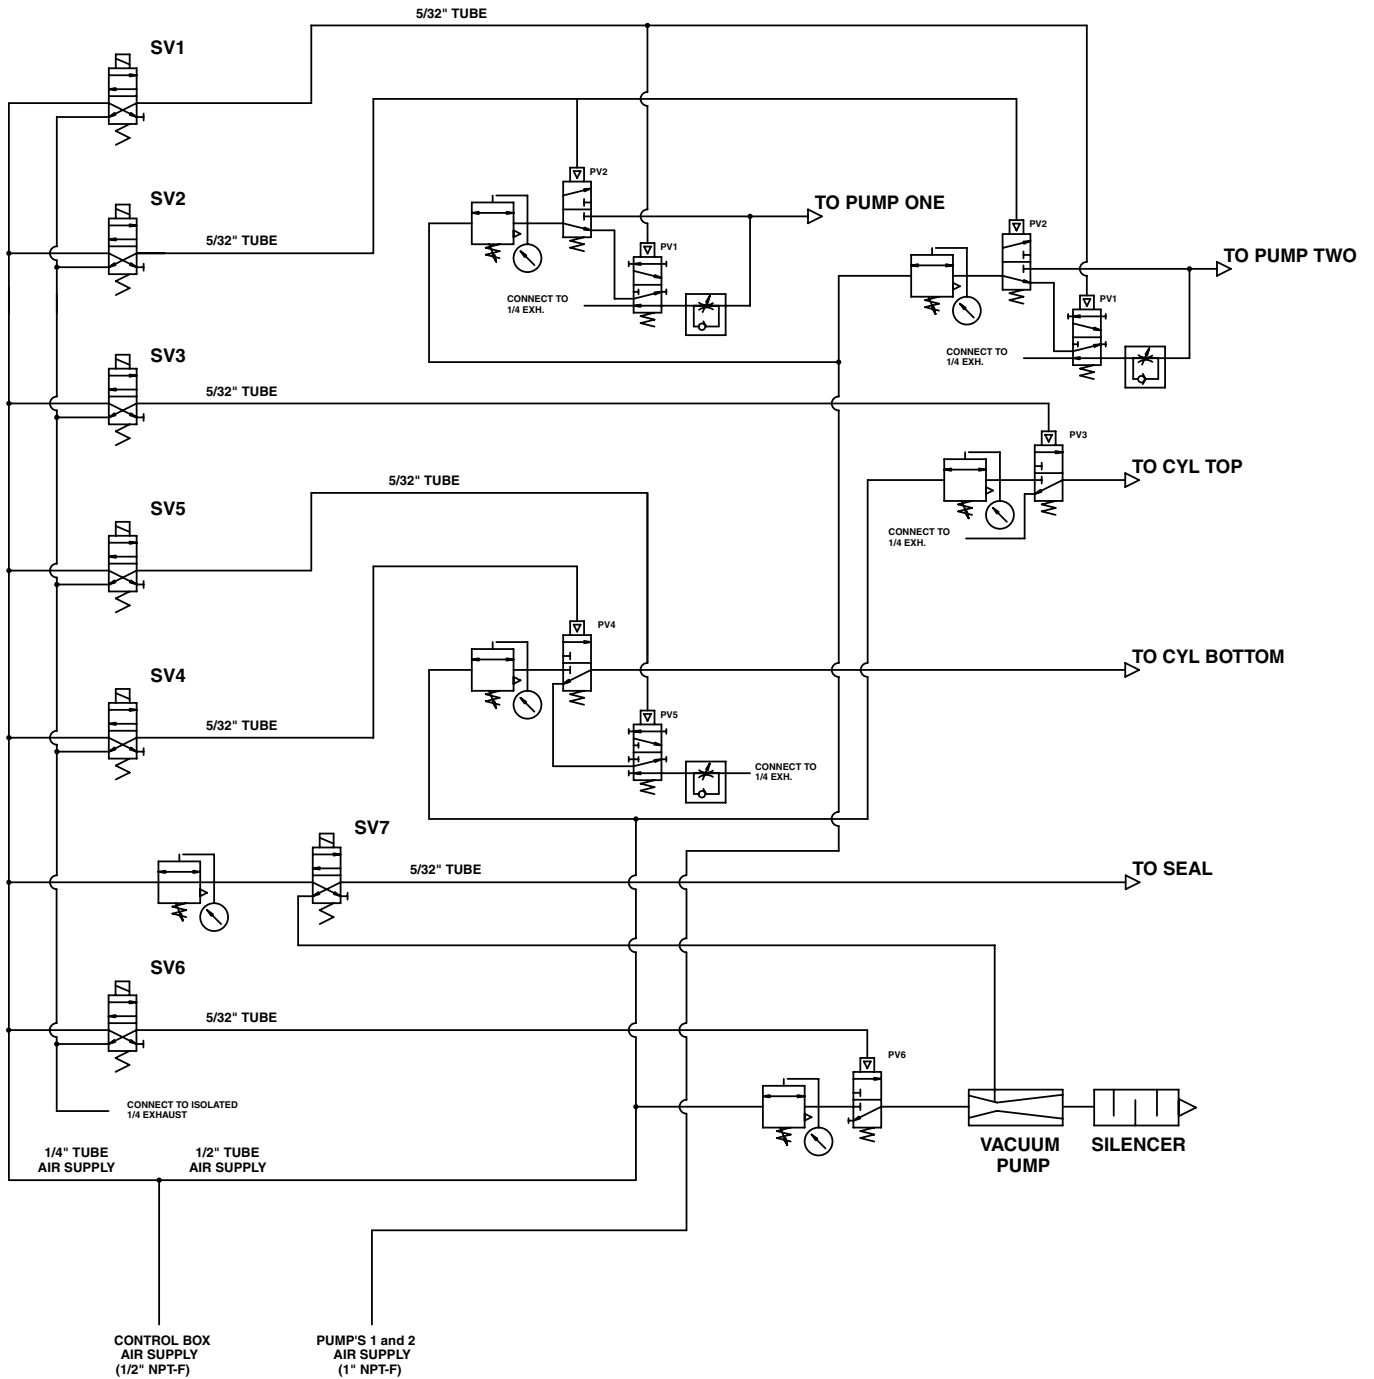 5/32" TUBE
SV1
SV2
5/32" TUBE
PV2
TO PUMP ONE
PV1
CONNECT TO
1/4 EXH.
PV2
TO PUMP TWO
PV1
CONNECT TO
1/4 EXH.
SV3
5/32" TUBE
PV3
TO CYL TOP
CONNECT TO
1/4 EXH.
SV5
5/32" TUBE
PV4
TO CYL BOTTOM
SV4
5/32" TUBE
PV5
CONNECT TO
1/4 EXH.
SV7
5/32" TUBE
TO SEAL
SV6
5/32" TUBE
PV6
CONNECT TO ISOLATED
1/4 EXHAUST
VACUUM
PUMP
SILENCER
1/4" TUBE
AIR SUPPLY
1/2" TUBE
AIR SUPPLY
CONTROL BOX
AIR SUPPLY
(1/2" NPT-F)
PUMP'S 1 and 2
AIR SUPPLY
(1" NPT-F)